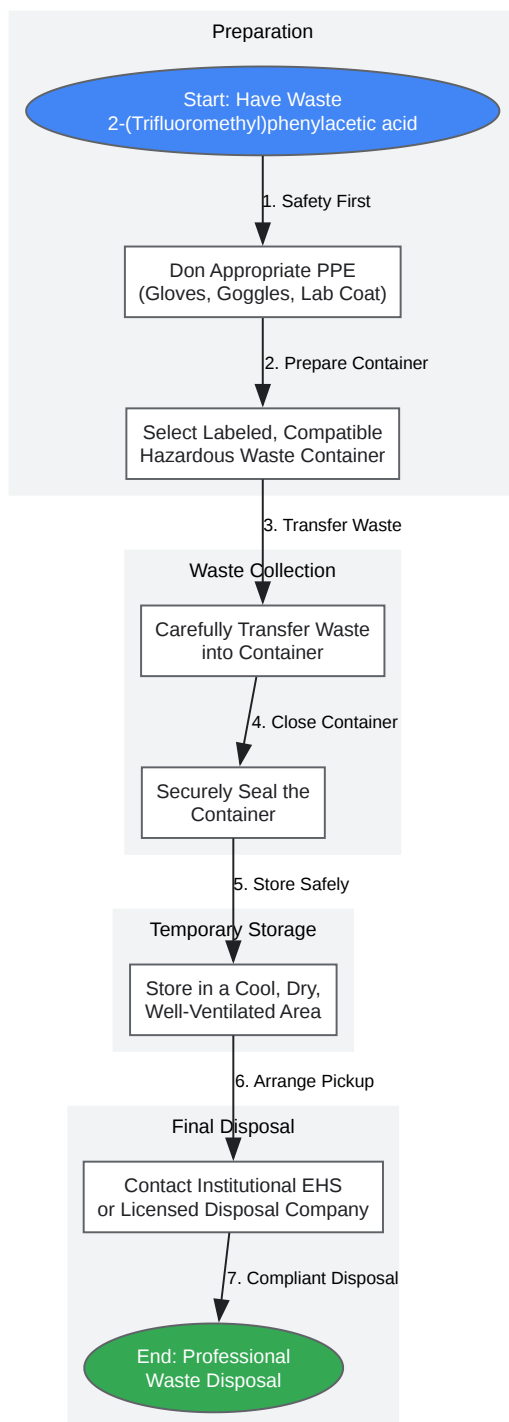 Preparation
Start: Have Waste
2-(Trifluoromethyl)phenylacetic acid
1. Safety First
Don Appropriate PPE
(Gloves, Goggles, Lab Coat)
2. Prepare Container
Select Labeled, Compatible
Hazardous Waste Container
3. Transfer Waste
Waste Collection
Carefully Transfer Waste
into Container
4. Close Container
Securely Seal the
Container
5. Store Safely
Temporary Storage
Store in a Cool, Dry,
Well-Ventilated Area
6. Arrange Pickup
Final Disposal
Contact Institutional EHS
or Licensed Disposal Company
7. Compliant Disposal
End: Professional
Waste Disposal